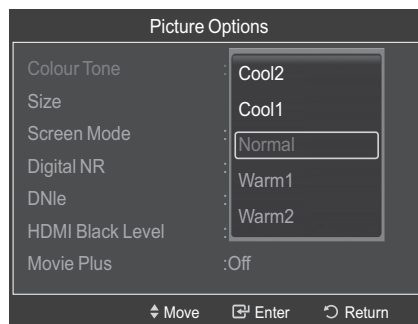 Picture Options
Colour Tone :
Cool2
Size
Cool1
Screen Mode :
Normal
Digital NR :
Warm1
DNIe :
Warm2
HDMI Black Level :
Movie Plus :Off
Move Enter Return